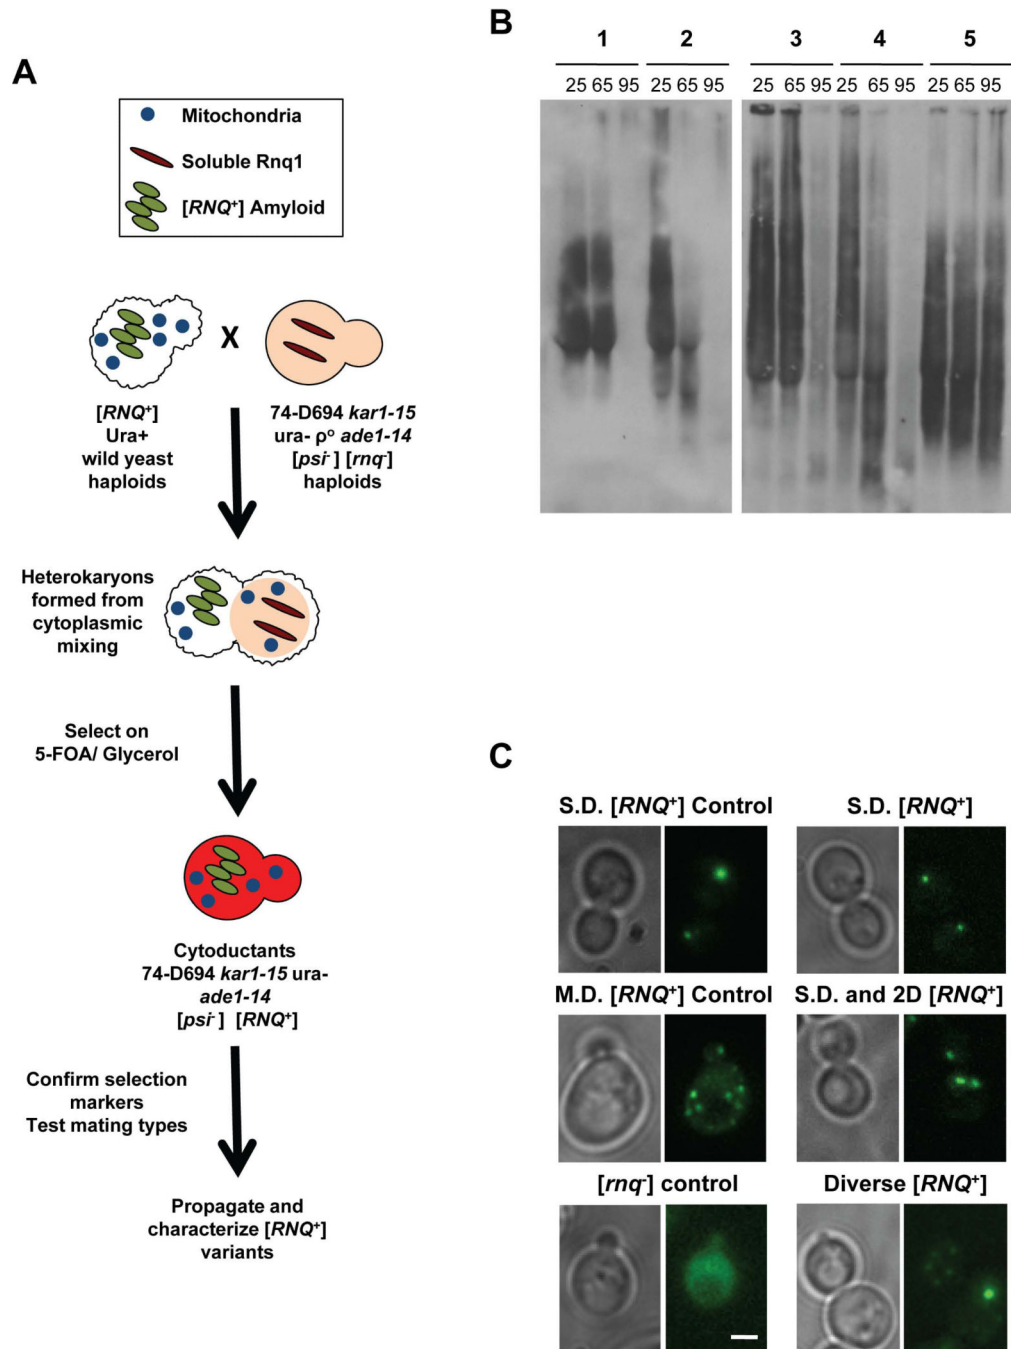 A
Mitochondria
Soluble Rnq1
[RNQ+] Amyloid
X
[RNQ+]
Ura+
wild yeast
haploids
74-D694 kar1-15
ura- ρ° ade1-14
[psi-] [rnq-]
haploids
Heterokaryons
formed from
cytoplasmic
mixing
Select on
5-FOA/ Glycerol
Cytoductants
74-D694 kar1-15 ura-
ade1-14
[psi-] [RNQ+]
Confirm selection
markers
Test mating types
Propagate and
characterize [RNQ+]
variants
B
1 2 3 4 5
25 65 95 25 65 95 25 65 95 25 65 95 25 65 95
C
S.D. [RNQ+] Control
S.D. [RNQ+]
M.D. [RNQ+] Control
S.D. and 2D [RNQ+]
[rnq-] control
Diverse [RNQ+]